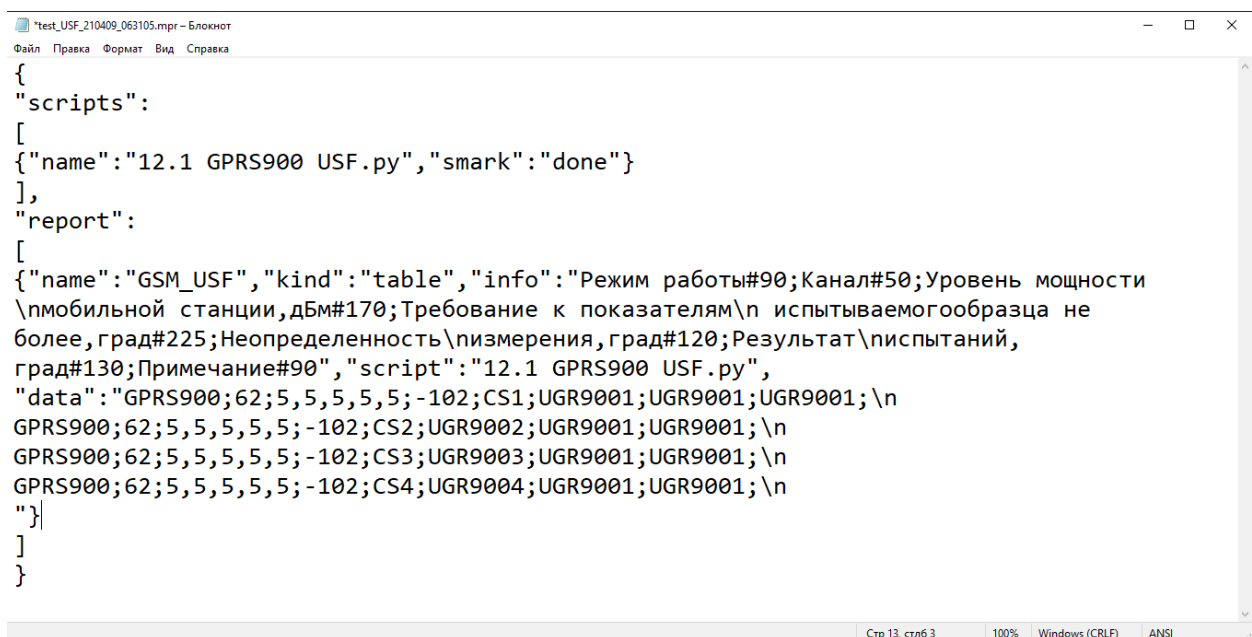 *test_USF_210409_063105.mpr – Блокнот
Файл Правка Формат Вид Справка
{
"scripts":
[
{"name":"12.1 GPRS900 USF.py","smark":"done"}
],
"report":
[
{"name":"GSM_USF","kind":"table","info":"Режим работы#90;Канал#50;Уровень мощности
\nмобильной станции,дБм#170;Требование к показателям\n испытываемогообразца не
более,град#225;Неопределенность\nизмерения,град#120;Результат\nиспытаний,
град#130;Примечание#90","script":"12.1 GPRS900 USF.py",
"data":"GPRS900;62;5,5,5,5,5;-102;CS1;UGR9001;UGR9001;UGR9001;\n
GPRS900;62;5,5,5,5,5;-102;CS2;UGR9002;UGR9001;UGR9001;\n
GPRS900;62;5,5,5,5,5;-102;CS3;UGR9003;UGR9001;UGR9001;\n
GPRS900;62;5,5,5,5,5;-102;CS4;UGR9004;UGR9001;UGR9001;\n
"}
]
}
Стр 13, стлб 3 100% Windows (CRLF) ANSI